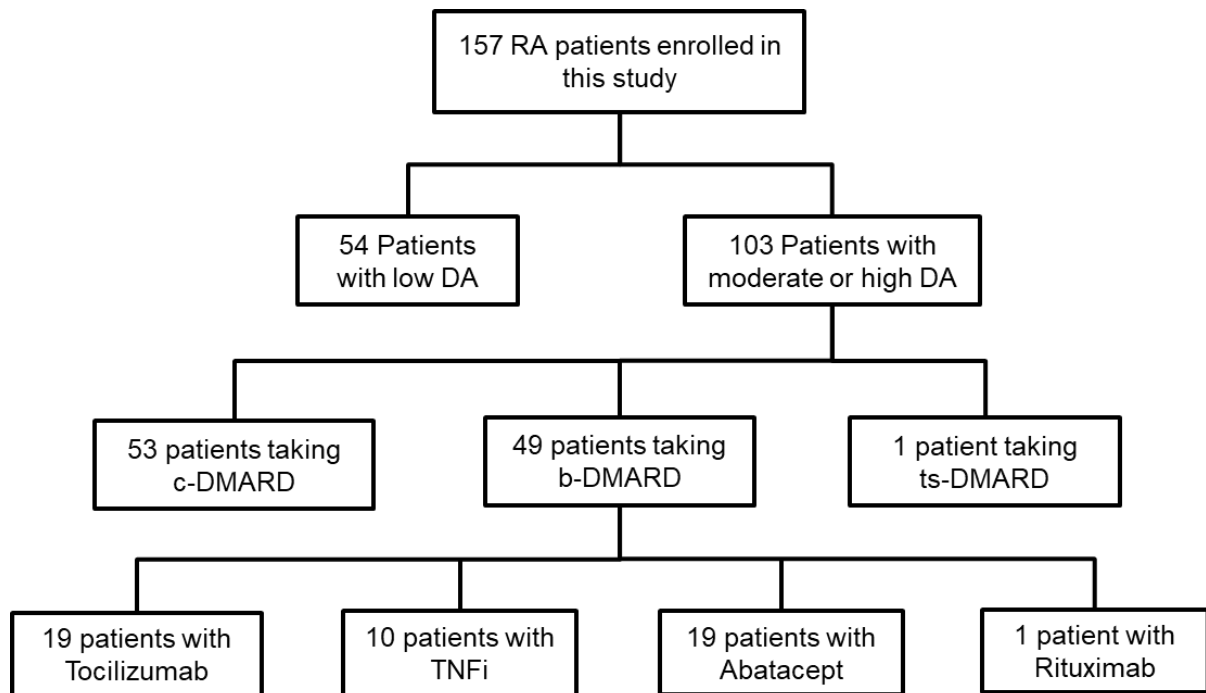 157 RA patients enrolled in
this study
54 Patients
with low DA
103 Patients with
moderate or high DA
53 patients taking
c-DMARD
49 patients taking
b-DMARD
1 patient taking
ts-DMARD
19 patients with
Tocilizumab
10 patients with
TNFi
19 patients with
Abatacept
1 patient with
Rituximab